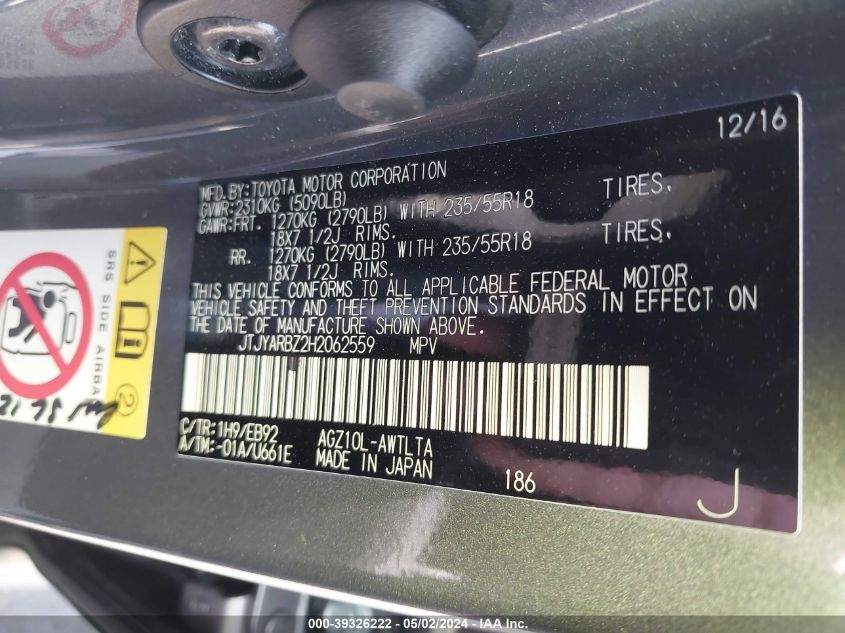 12/16
MFD. BY: TOYOTA MOTOR CORPORATION
GVWR: 2310KG (5090LB)
GAWR: FRT. 1270KG (2790LB) WITH 235/55R18 TIRES.
18X7 1/2J RIMS.
RR. 1270KG (2790LB) WITH 235/55R18 TIRES.
18X7 1/2J RIMS.
THIS VEHICLE CONFORMS TO ALL APPLICABLE FEDERAL MOTOR
VEHICLE SAFETY AND THEFT PREVENTION STANDARDS IN EFFECT ON
THE DATE OF MANUFACTURE SHOWN ABOVE.
JTJYARBZ2H2062559 MPV
C/TR: 1H9/EB92 AGZ10L-AWTLTA
A/TM: -01A/U661E MADE IN JAPAN
186
J
SRS SIDE AIRBA
2
000-39326222 - 05/02/2024 - IAA Inc.